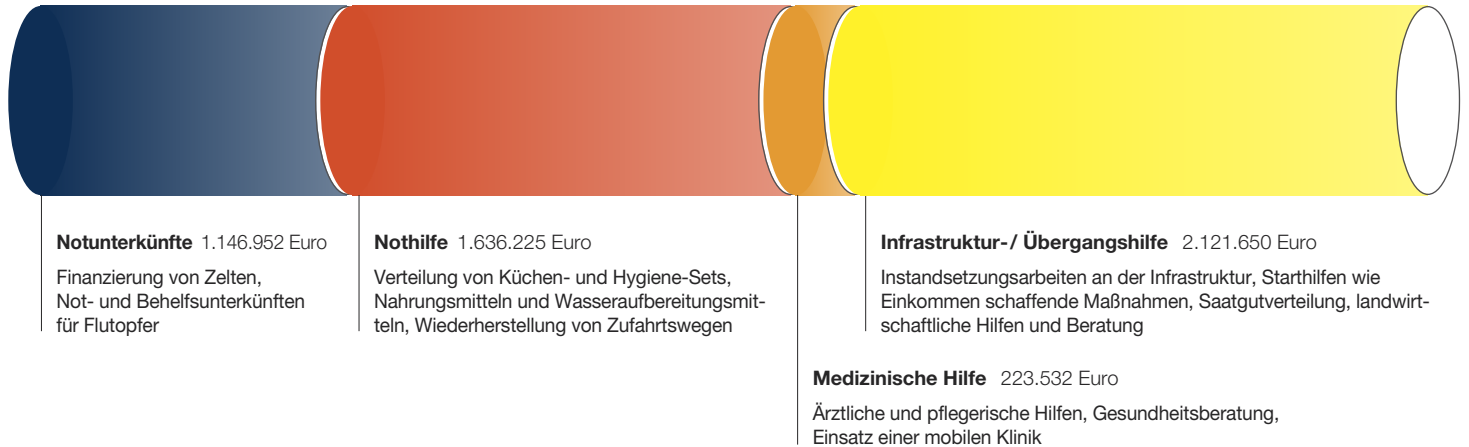 Notunterkünfte 1.146.952 Euro
Finanzierung von Zelten,
Not- und Behelfsunterkünften
für Flutopfer
Nothilfe 1.636.225 Euro
Verteilung von Küchen- und Hygiene-Sets,
Nahrungsmitteln und Wasseraufbereitungsmit-
teln, Wiederherstellung von Zufahrtswegen
Infrastruktur-/ Übergangshilfe 2.121.650 Euro
Instandsetzungsarbeiten an der Infrastruktur, Starthilfen wie
Einkommen schaffende Maßnahmen, Saatgutverteilung, landwirt-
schaftliche Hilfen und Beratung
Medizinische Hilfe 223.532 Euro
Ärztliche und pflegerische Hilfen, Gesundheitsberatung,
Einsatz einer mobilen Klinik